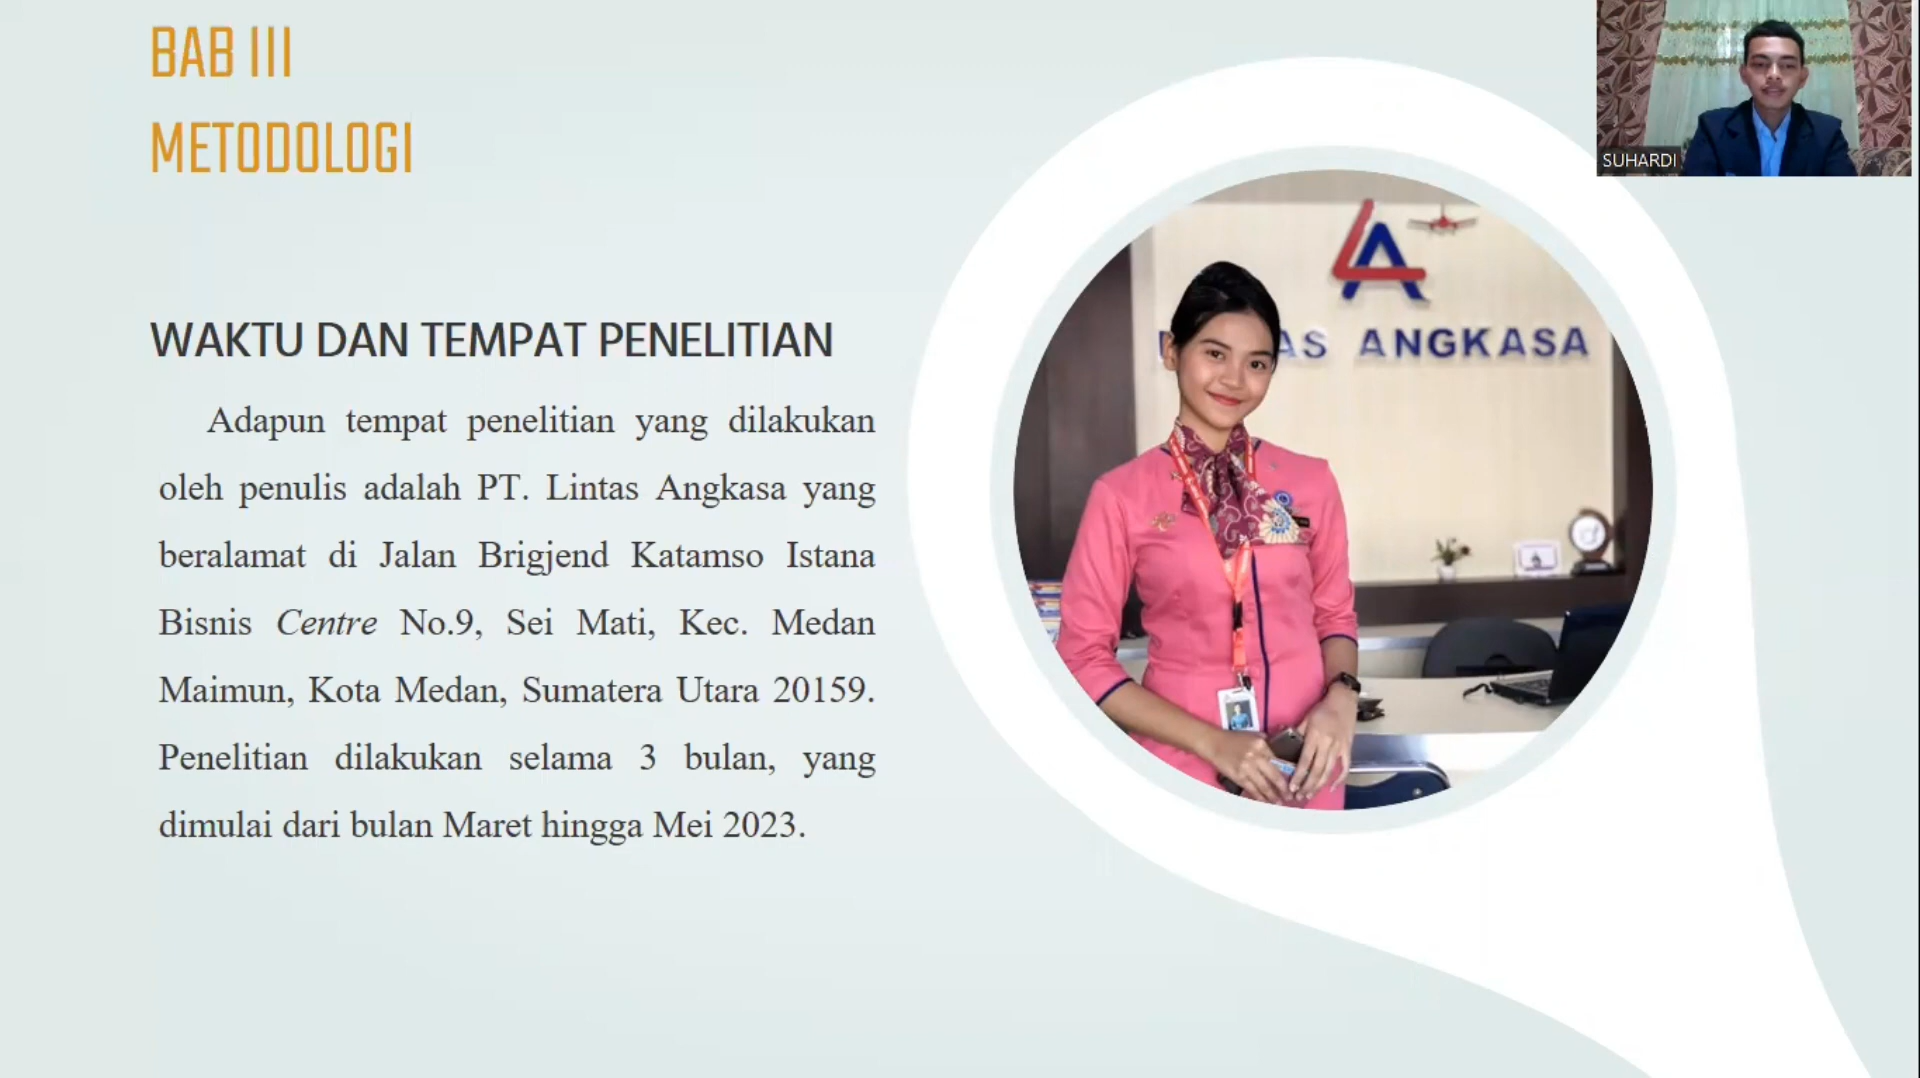 BAB III
METODOLOGI
SUHARDI
WAKTU DAN TEMPAT PENELITIAN
Adapun tempat penelitian yang dilakukan
oleh penulis adalah PT. Lintas Angkasa yang
beralamat di Jalan Brigjend Katamso Istana
Bisnis Centre No.9, Sei Mati, Kec. Medan
Maimun, Kota Medan, Sumatera Utara 20159.
Penelitian dilakukan selama 3 bulan, yang
dimulai dari bulan Maret hingga Mei 2023.
LA
ANGKASA